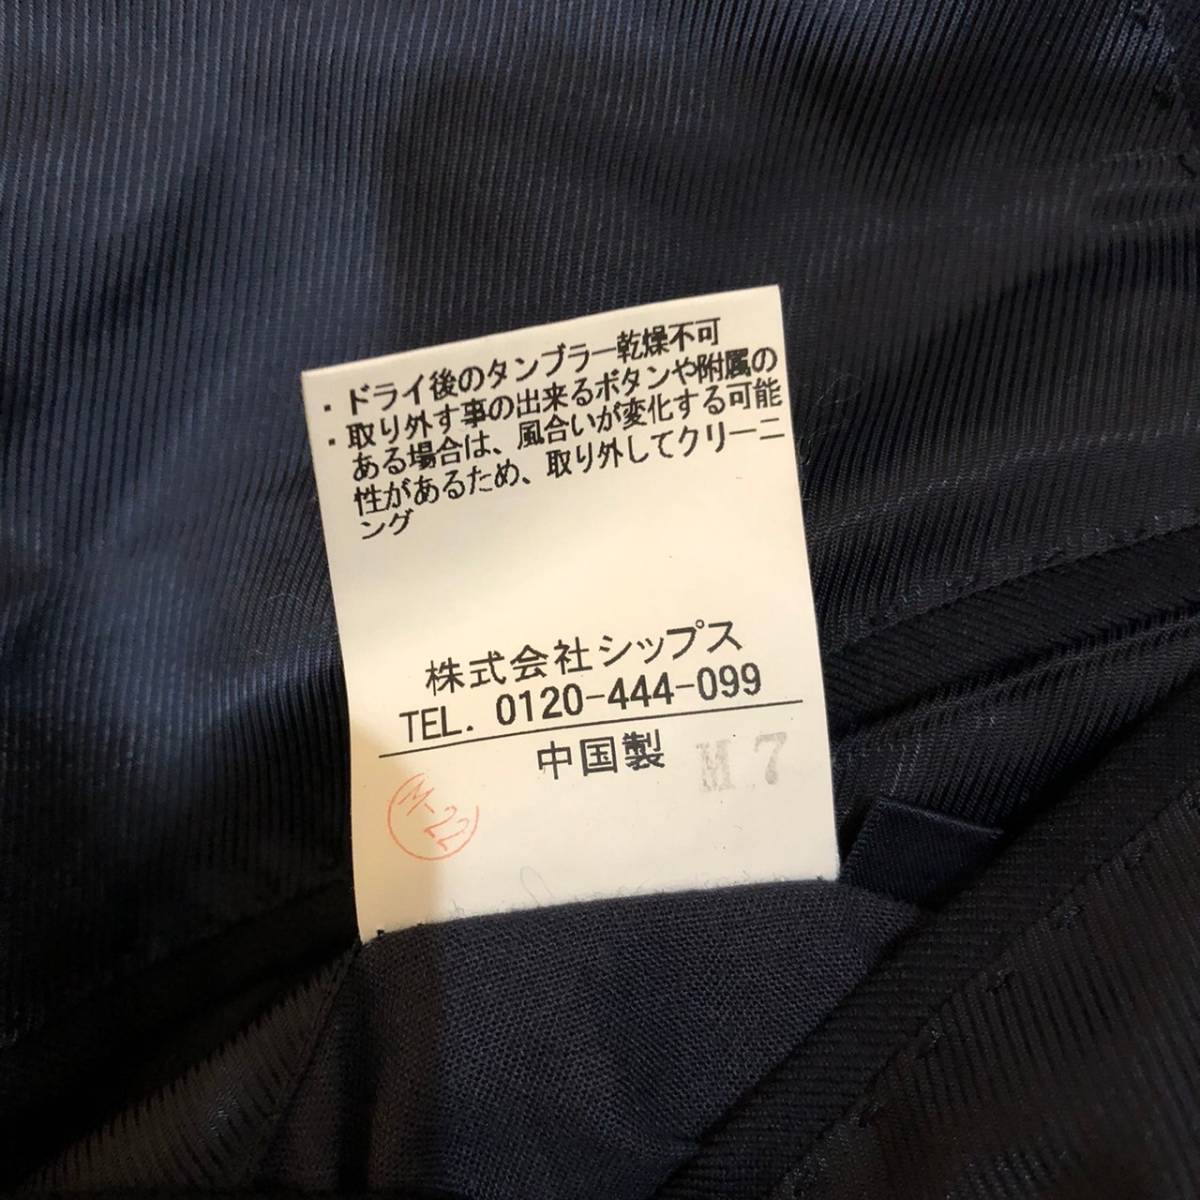 ・ドライ後のタンブラー乾燥不可
・取り外す事の出来るボタンや附属の
ある場合は、風合いが変化する可能
性があるため、取り外してクリーニ
ング
株式会社シップス
TEL. 0120-444-099
中国製
M 7
M-22